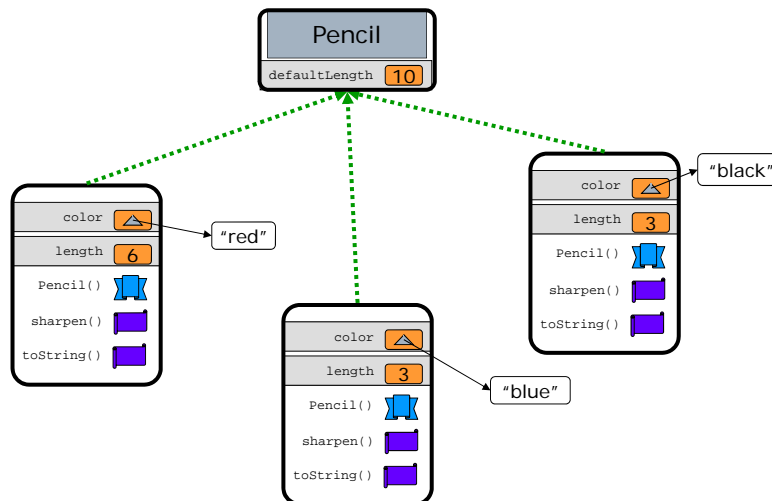 Pencil
defaultLength 10
color
"red"
length 6
Pencil()
sharpen()
toString()
color
"blue"
length 3
Pencil()
sharpen()
toString()
color
"black"
length 3
Pencil()
sharpen()
toString()